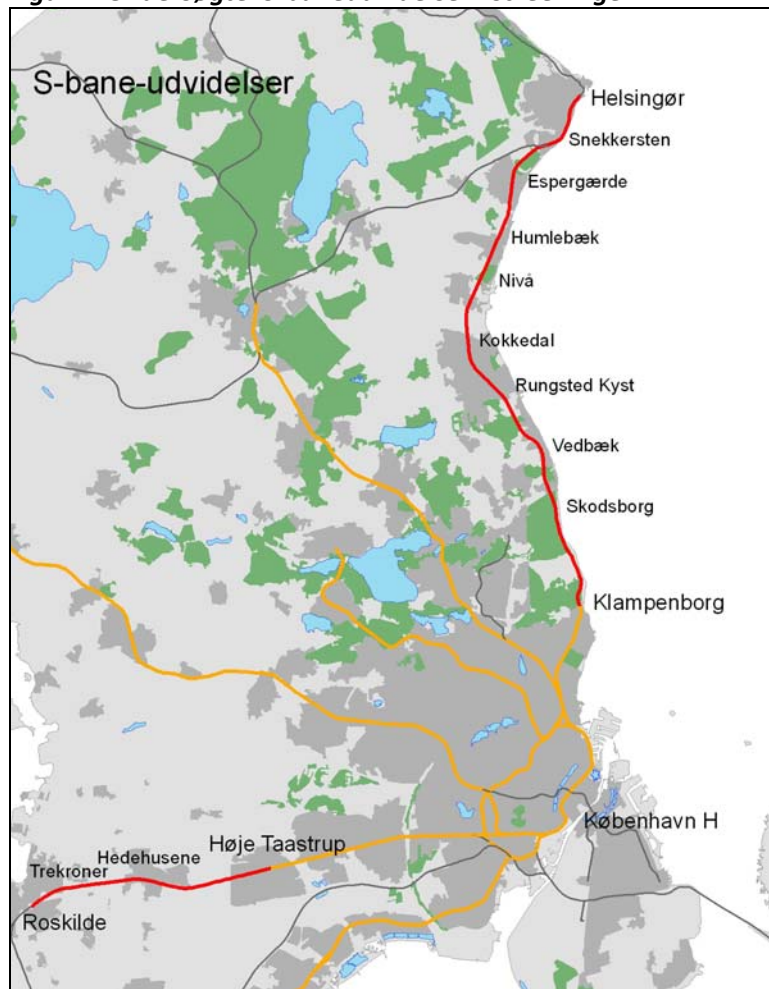 S-bane-udvidelser
Helsingør
Snekkersten
Espergærde
Humlebæk
Nivå
Kokkedal
Rungsted Kyst
Vedbæk
Skodsborg
Klampenborg
København H
Høje Taastrup
Hedehusene
Trekroner
Roskilde